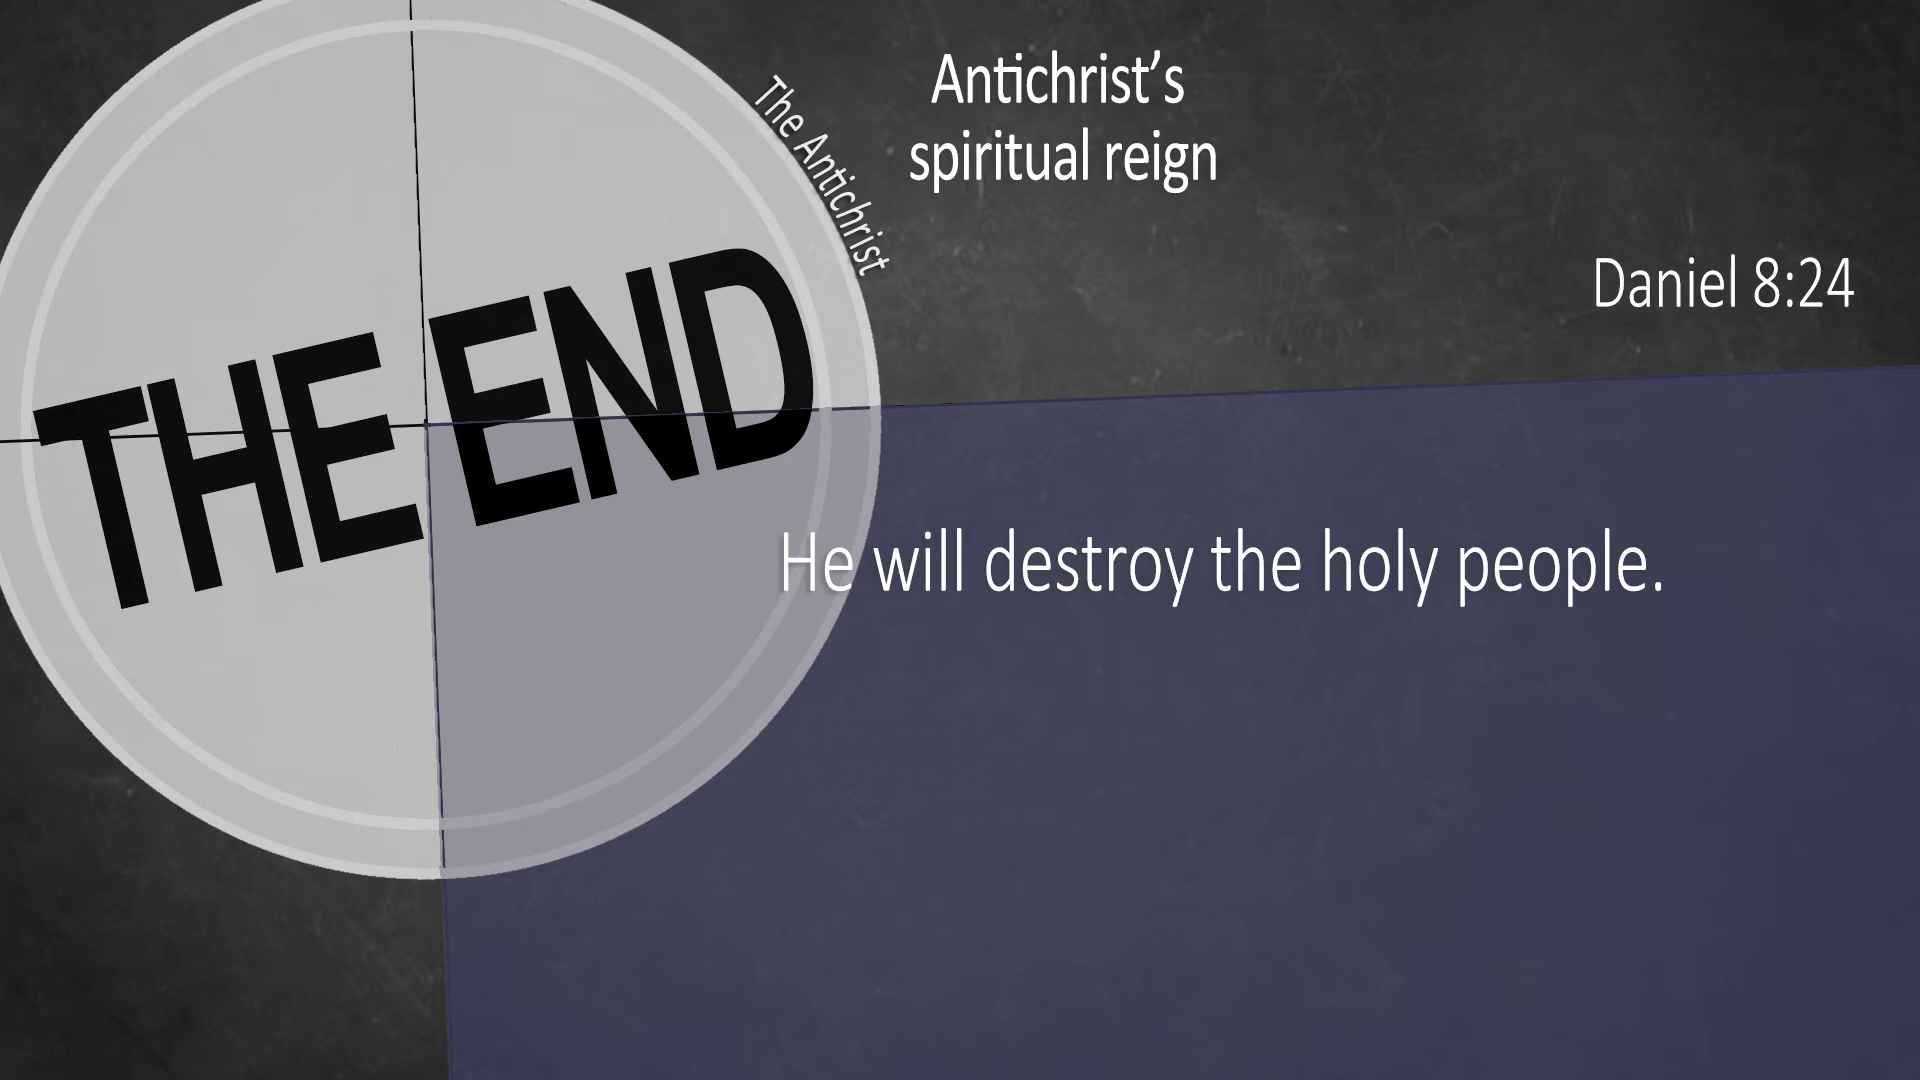 THE END
The Antichrist
Antichrist’s
spiritual reign
Daniel 8:24
He will destroy the holy people.